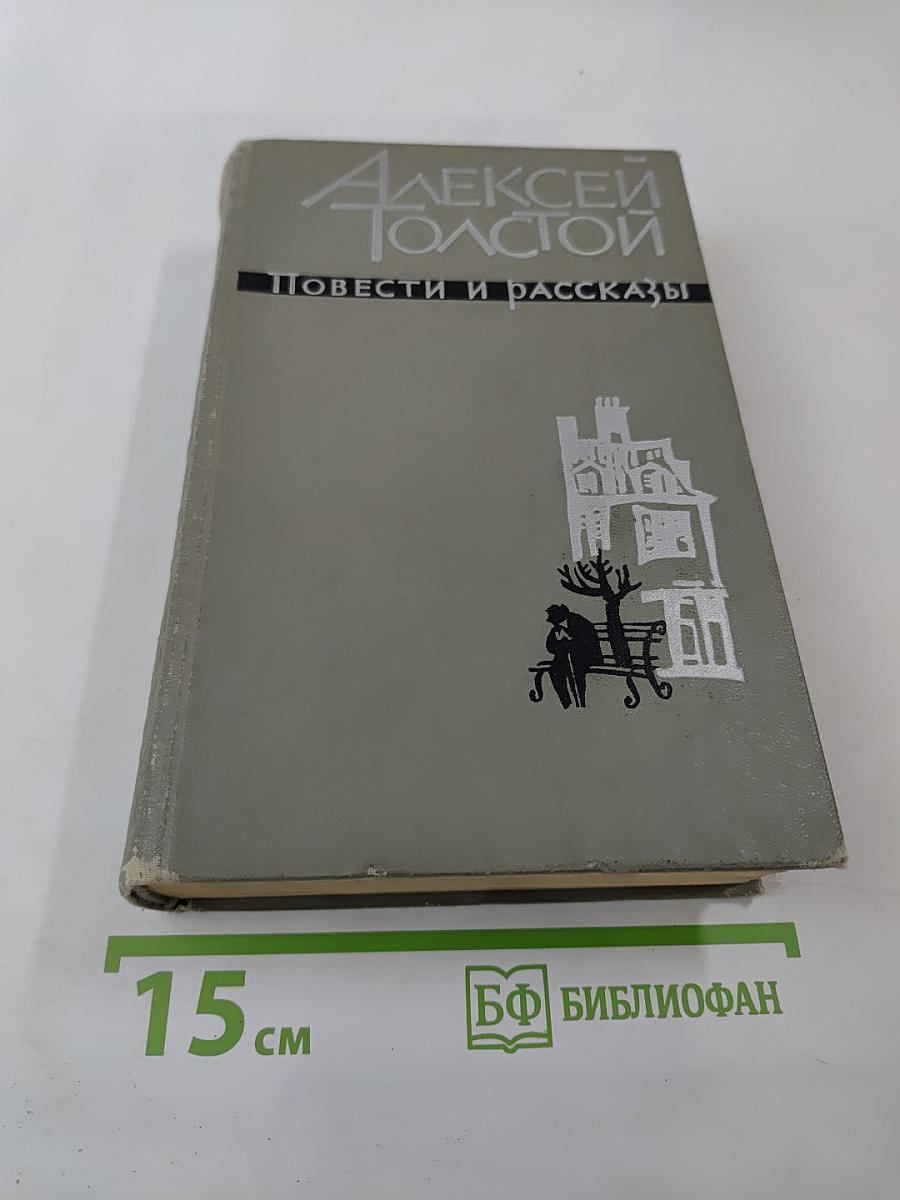 АЛЕКСЕЙ
ТОЛСТОЙ
ПОВЕСТИ И РАССКАЗЫ
15 см
БФ БИБЛИОФАН